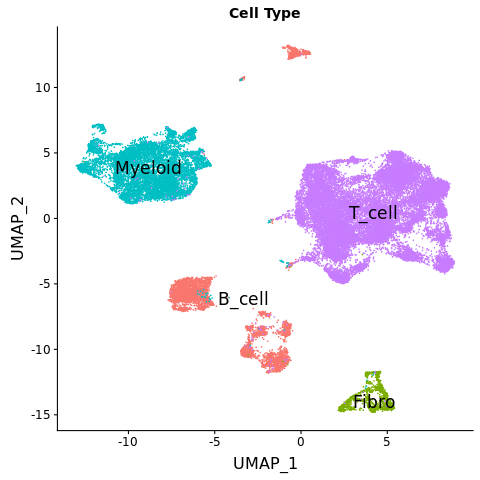 Cell Type
10
5
0
-5
-10
-15
UMAP_2
Myeloid
T_cell
B_cell
Fibro
-10
-5
0
5
UMAP_1